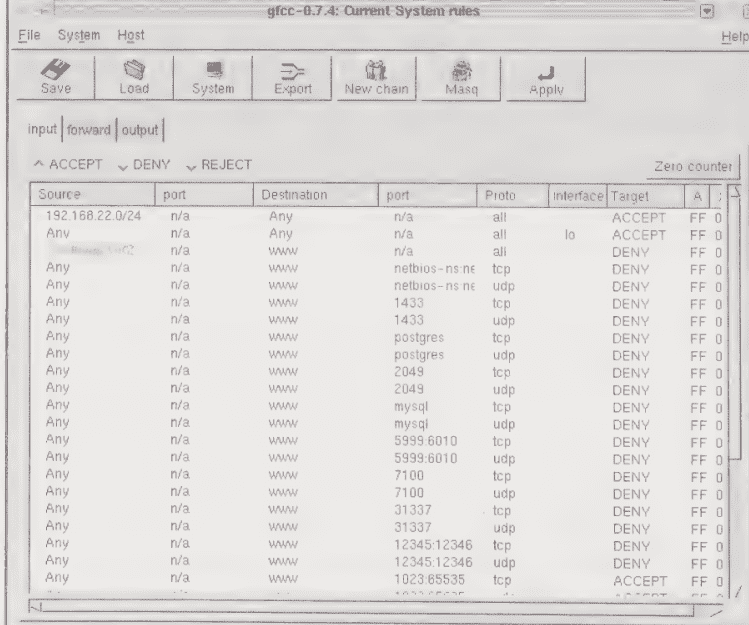 gfcc-0.7.4: Current System rules
File System Host Help
Save Load System Export New chain Masq Apply
input forward output
ACCEPT DENY REJECT Zero counter
Source port Destination port Proto Interface Target A
192.168.22.0/24 n/a Any n/a all ACCEPT FF 0
Any n/a Any n/a all lo ACCEPT FF 0
n/a www n/a all DENY FF 0
Any n/a www netbios-ns:ne tcp DENY FF 0
Any n/a www netbios-ns:ne udp DENY FF 0
Any n/a www 1433 tcp DENY FF 0
Any n/a www 1433 udp DENY FF 0
Any n/a www postgres tcp DENY FF 0
Any n/a www postgres udp DENY FF 0
Any n/a www 2049 tcp DENY FF 0
Any n/a www 2049 udp DENY FF 0
Any n/a www mysql tcp DENY FF 0
Any n/a www mysql udp DENY FF 0
Any n/a www 5999:6010 tcp DENY FF 0
Any n/a www 5999:6010 udp DENY FF 0
Any n/a www 7100 tcp DENY FF 0
Any n/a www 7100 udp DENY FF 0
Any n/a www 31337 tcp DENY FF 0
Any n/a www 31337 udp DENY FF 0
Any n/a www 12345:12346 tcp DENY FF 0
Any n/a www 12345:12346 udp DENY FF 0
Any n/a www 1023:65535 tcp ACCEPT FF 0